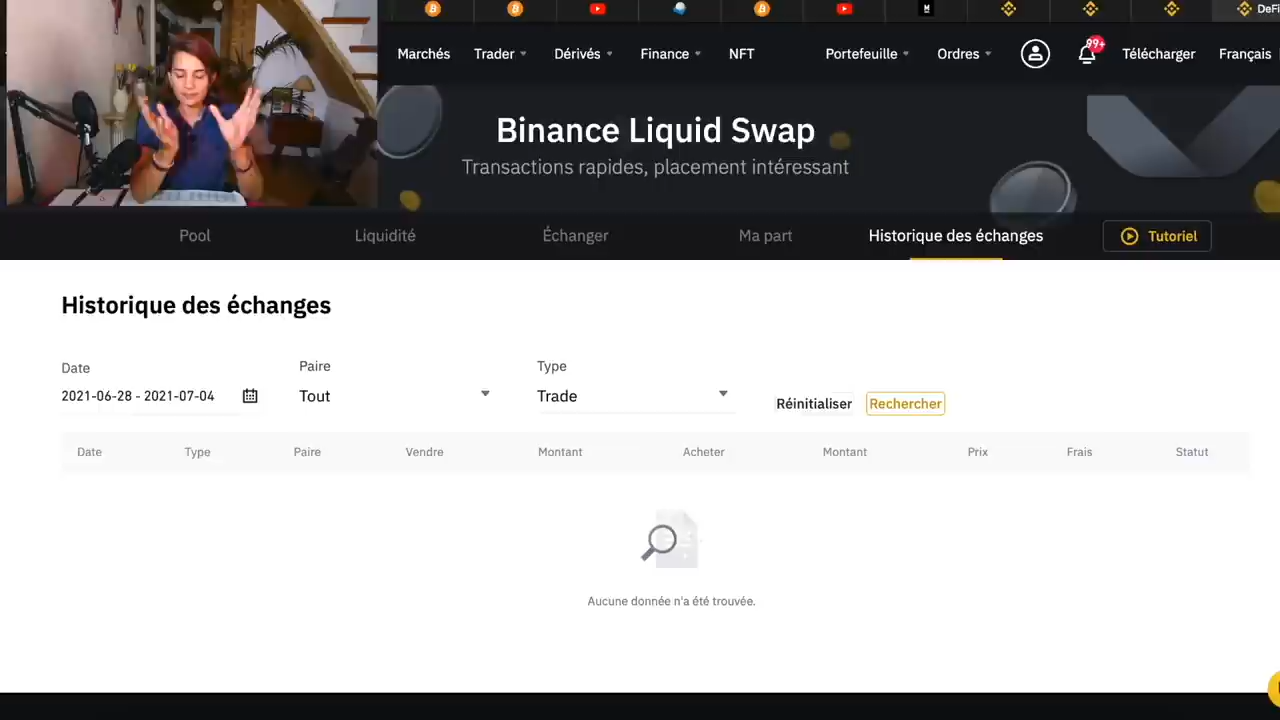 DeFi
Marchés Trader Dérivés Finance NFT Portefeuille Ordres 99+ Télécharger Français
Binance Liquid Swap
Transactions rapides, placement intéressant
Pool Liquidité Échanger Ma part Historique des échanges Tutoriel
Historique des échanges
Date Paire Type
2021-06-28 - 2021-07-04 Tout Trade Réinitialiser Rechercher
Date Type Paire Vendre Montant Acheter Montant Prix Frais Statut
Aucune donnée n'a été trouvée.